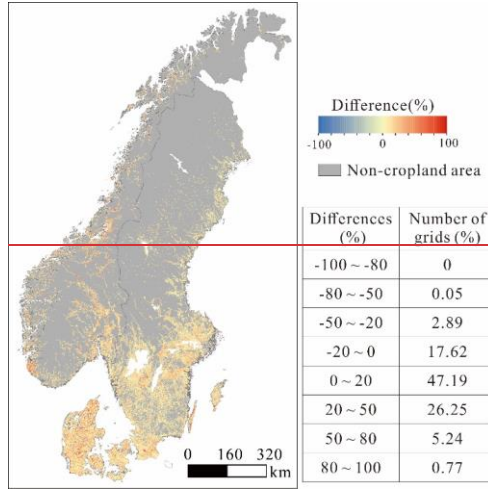 Difference(%)
-100 0 100
Non-cropland area
Differences (%) Number of grids (%)
-100 ~ -80 0
-80 ~ -50 0.05
-50 ~ -20 2.89
-20 ~ 0 17.62
0 ~ 20 47.19
20 ~ 50 26.25
50 ~ 80 5.24
80 ~ 100 0.77
0 160 320
km